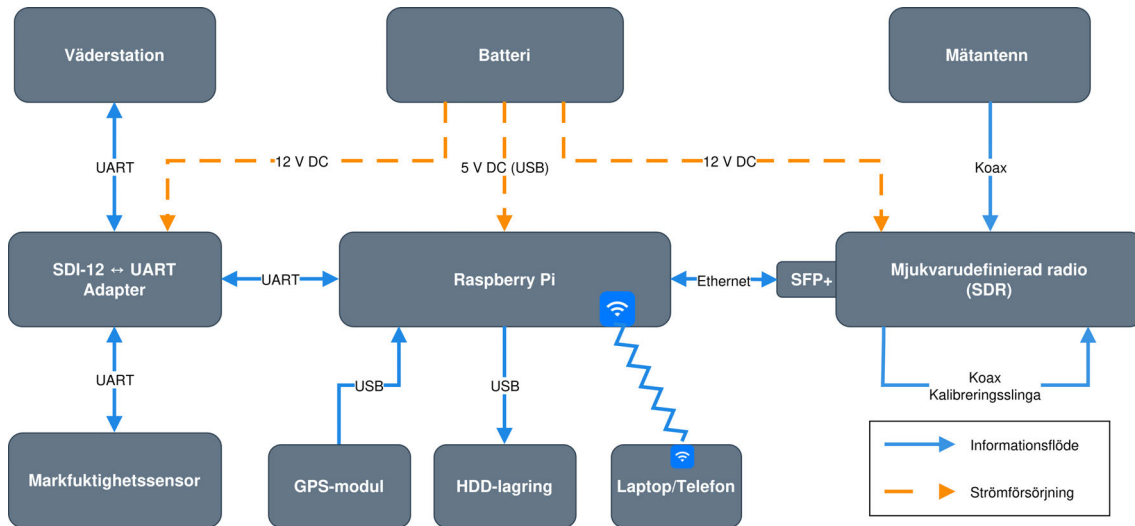 Väderstation
Batteri
Mätantenn
UART
12 V DC
5 V DC (USB)
12 V DC
Koax
SDI-12 ↔ UART
Adapter
UART
Raspberry Pi
Ethernet
SFP+
Mjukvarudefinierad radio
(SDR)
UART
USB
USB
Koax
Kalibreringsslinga
Markfuktighetssensor
GPS-modul
HDD-lagring
Laptop/Telefon
Informationsflöde
Strömförsörjning